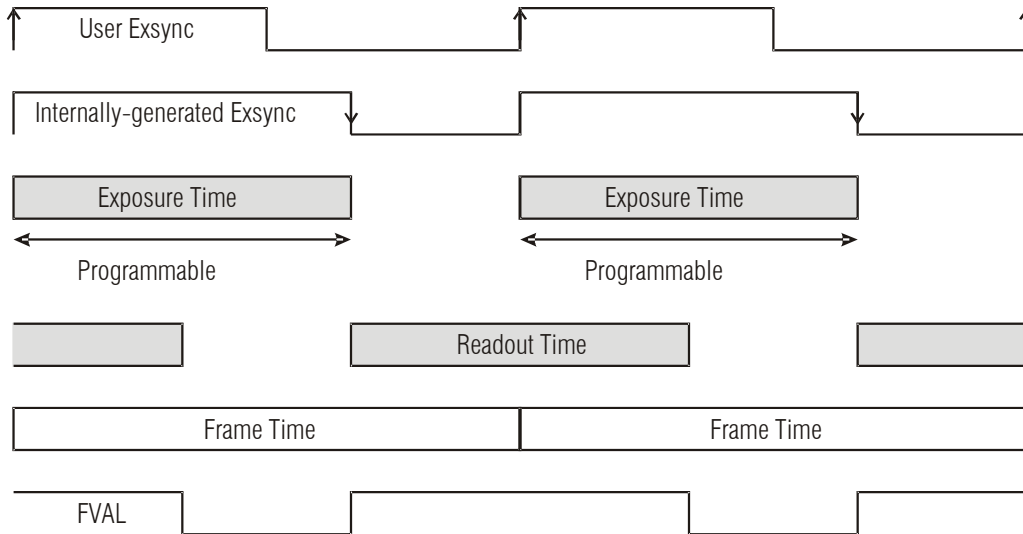 User Exsync
Internally-generated Exsync
Exposure Time
Exposure Time
Programmable
Programmable
Readout Time
Frame Time
Frame Time
FVAL